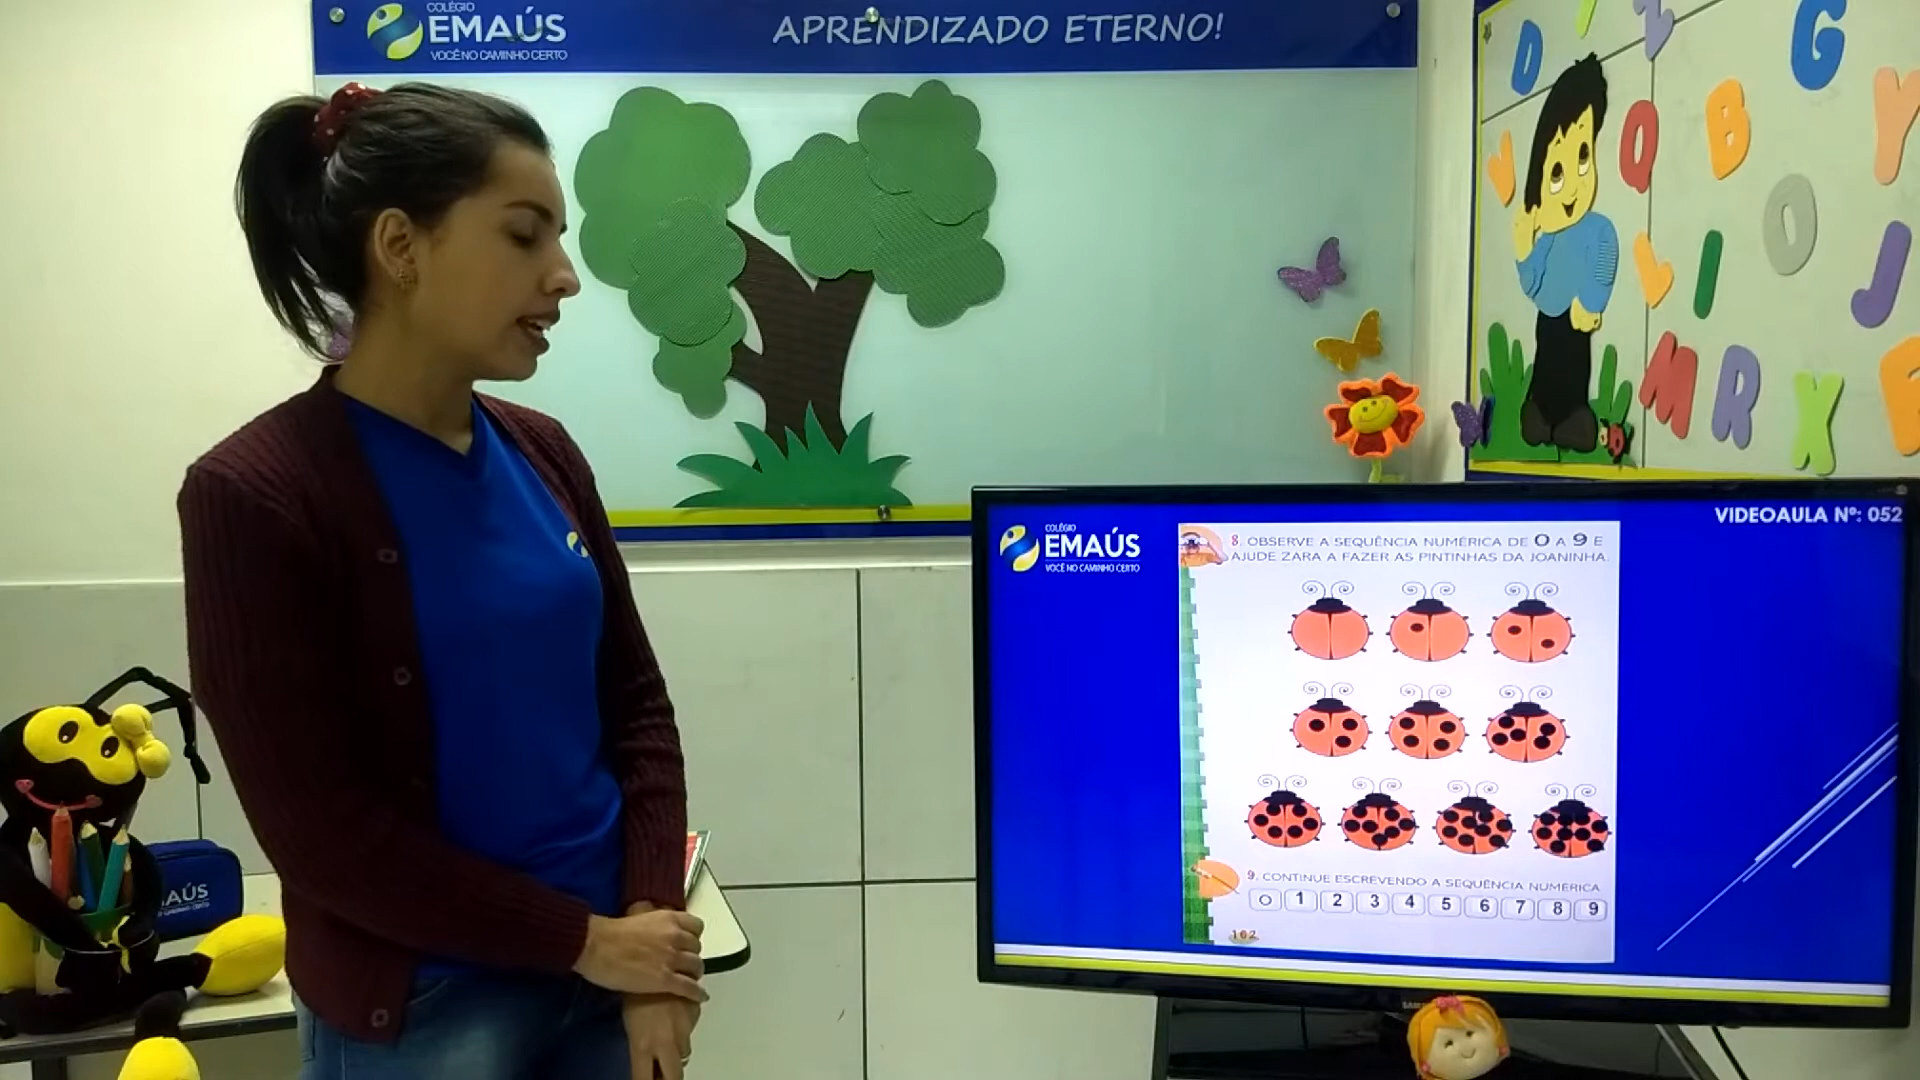 COLÉGIO
EMAÚS
VOCÊ NO CAMINHO CERTO
APRENDIZADO ETERNO!
D
G
V
Q
B
Y
O
L
I
J
M
R
X
VIDEOAULA Nº: 052
COLÉGIO
EMAÚS
VOCÊ NO CAMINHO CERTO
8. OBSERVE A SEQUÊNCIA NUMÉRICA DE 0 A 9 E
AJUDE ZARA A FAZER AS PINTINHAS DA JOANINHA.
9. CONTINUE ESCREVENDO A SEQUÊNCIA NUMÉRICA
0 1 2 3 4 5 6 7 8 9
162